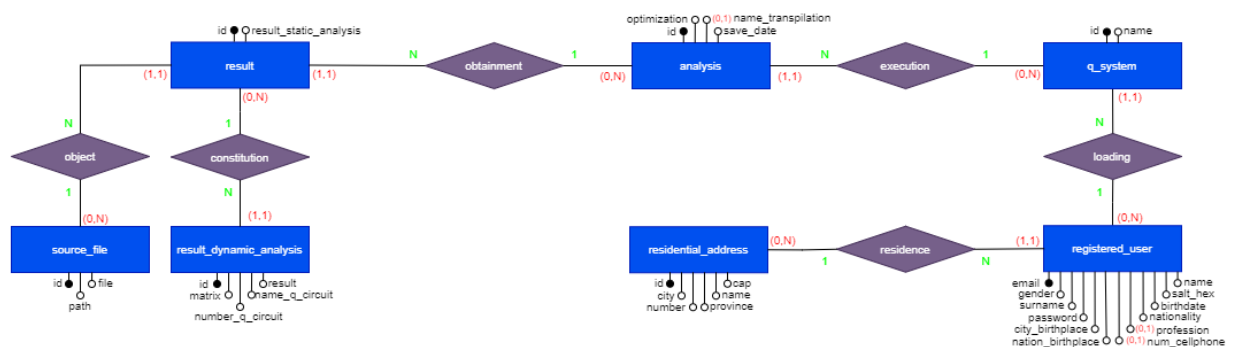 optimization (0,1) name_transpilation
id result_static_analysis
id save_date
id name
N 1 N 1
result obtainment analysis execution q_system
(1,1) (1,1) (0,N) (1,1) (0,N)
(0,N) (1,1)
N 1 N
object constitution loading
1 N 1
(0,N) (1,1) (0,N)
source_file result_dynamic_analysis residential_address (0,N) residence (1,1) registered_user
1 N
id file id result id cap email name
matrix name_q_circuit city name gender salt_hex
path number province surname birthdate
number_q_circuit password nationality
city_birthplace (0,1) profession
nation_birthplace (0,1) num_cellphone